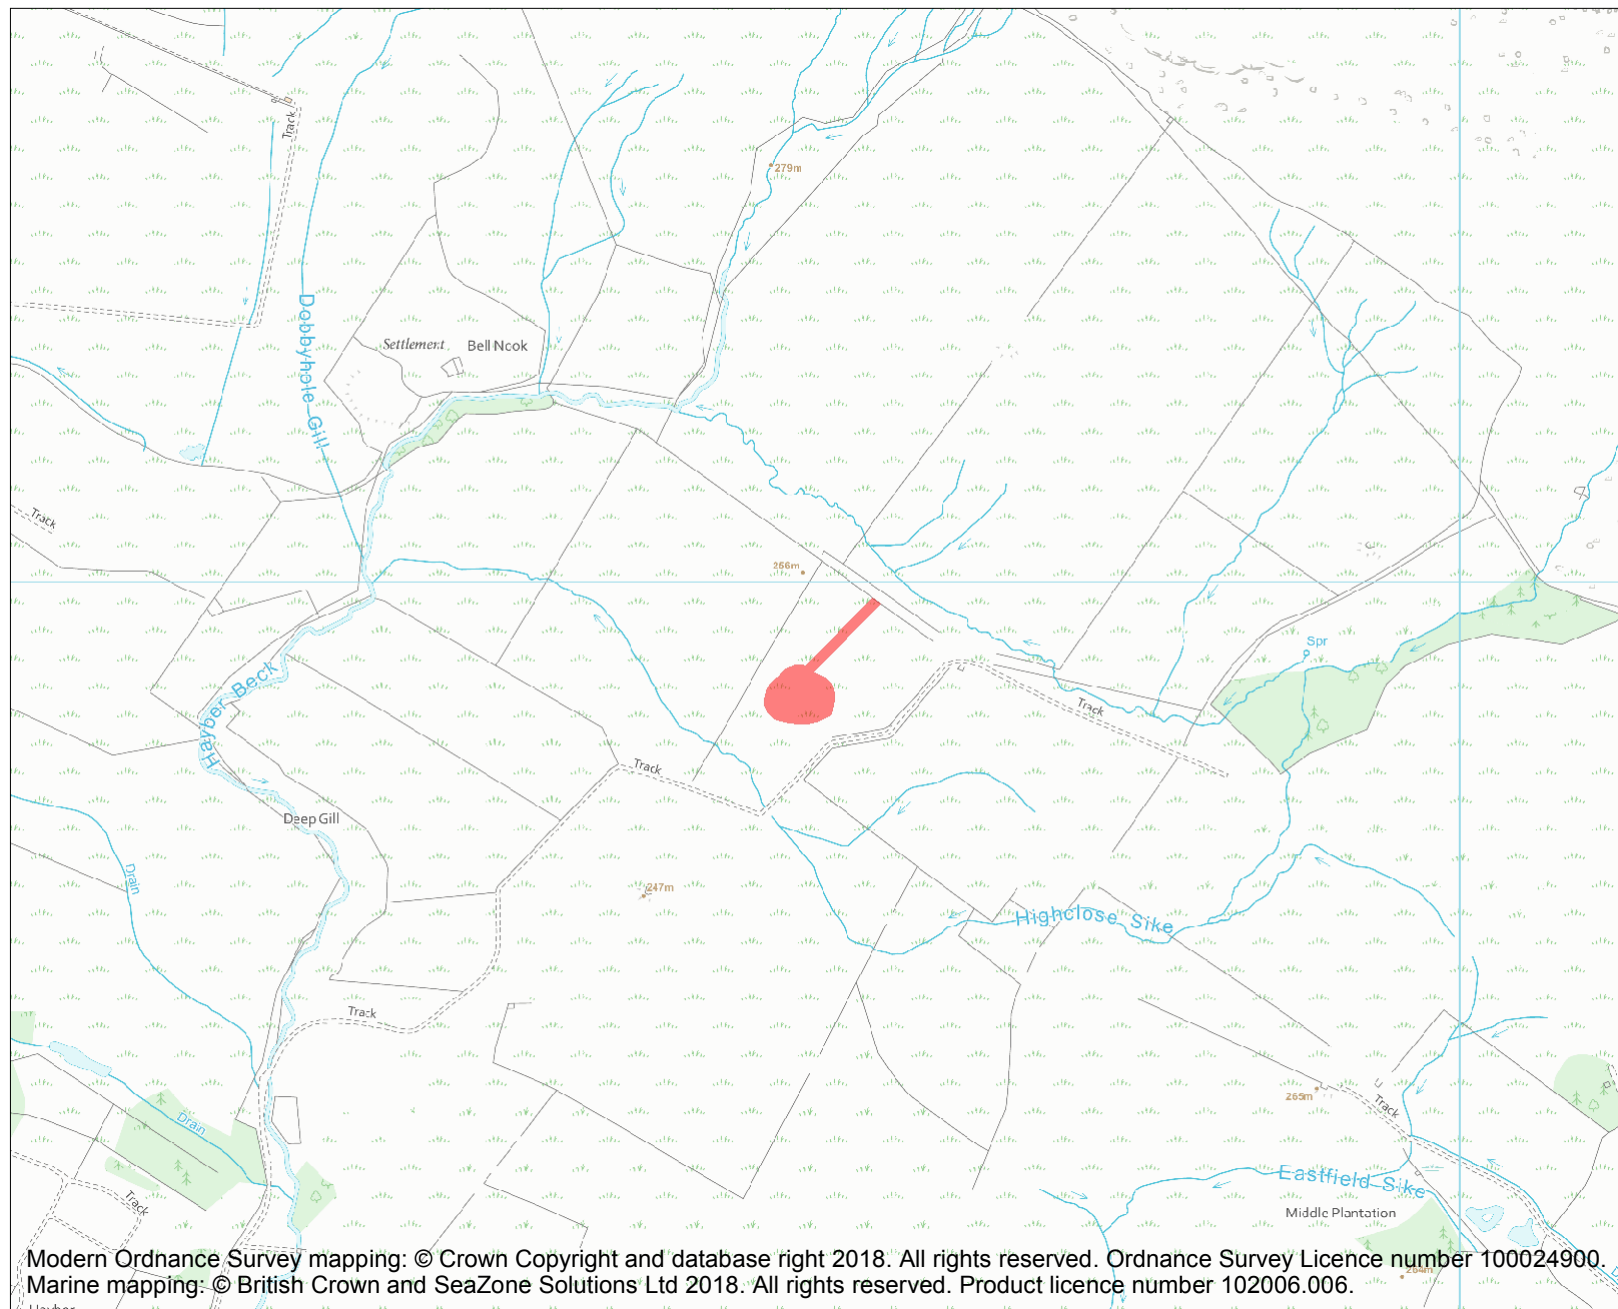 Track
279m
Dobbyhole Gill
Settlement
Bell Nook
Track
256m
Spr
Hayber Beck
Track
Track
Deep Gill
Drain
247m
Highclose Sike
Track
265m
Track
Drain
Eastfield Sike
Track
Middle Plantation
Modern Ordnance Survey mapping: © Crown Copyright and database right 2018. All rights reserved. Ordnance Survey Licence number 100024900.
Marine mapping: © British Crown and SeaZone Solutions Ltd 2018. All rights reserved. Product licence number 102006.006.
264m